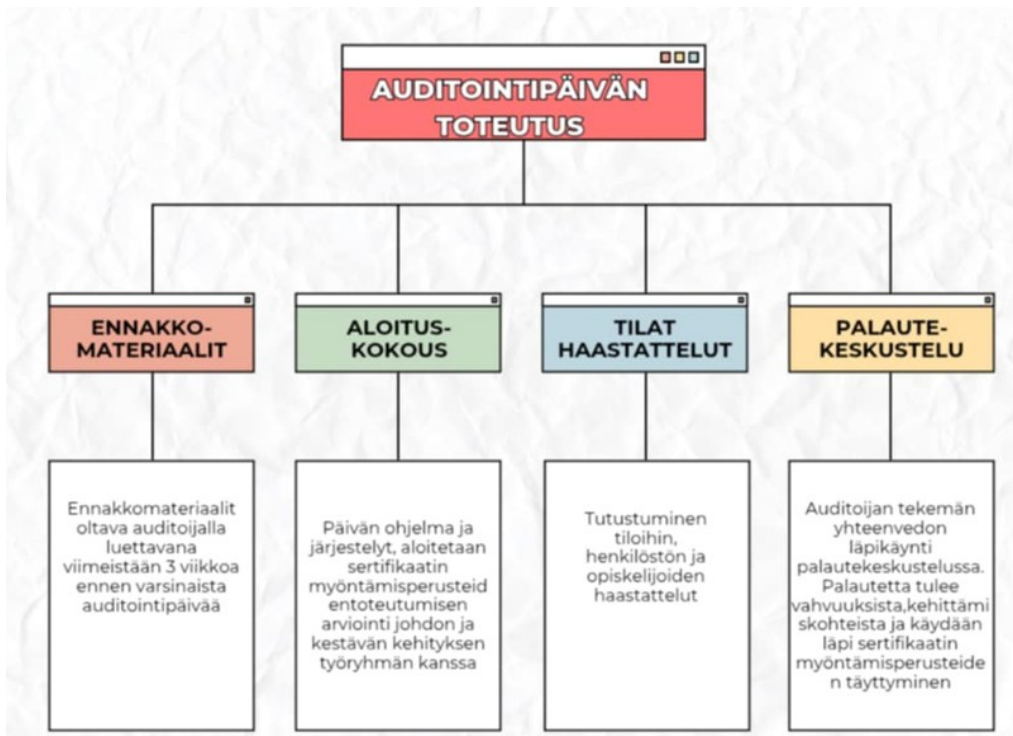 AUDITOINTIPÄIVÄN
TOTEUTUS
ENNAKKO-
MATERIAALIT
ALOITUS-
KOKOUS
TILAT
HAASTATTELUT
PALAUTE-
KESKUSTELU
Ennakkomateriaalit
oltava auditoijalla
luettavana
viimeistään 3 viikkoa
ennen varsinaista
auditointipäivää
Päivän ohjelma ja
järjestelyt, aloitetaan
sertifikaatin
myöntämisperusteid
entoteutumisen
arviointi johdon ja
kestävän kehityksen
työryhmän kanssa
Tutustuminen
tiloihin,
henkilöstön ja
opiskelijoiden
haastattelut
Auditoijan tekemän
yhteenvedon
läpikäynti
palautekeskustelussa.
Palautetta tulee
vahvuuksista,kehittämi
skohteista ja käydään
läpi sertifikaatin
myöntämisperusteide
n täyttyminen